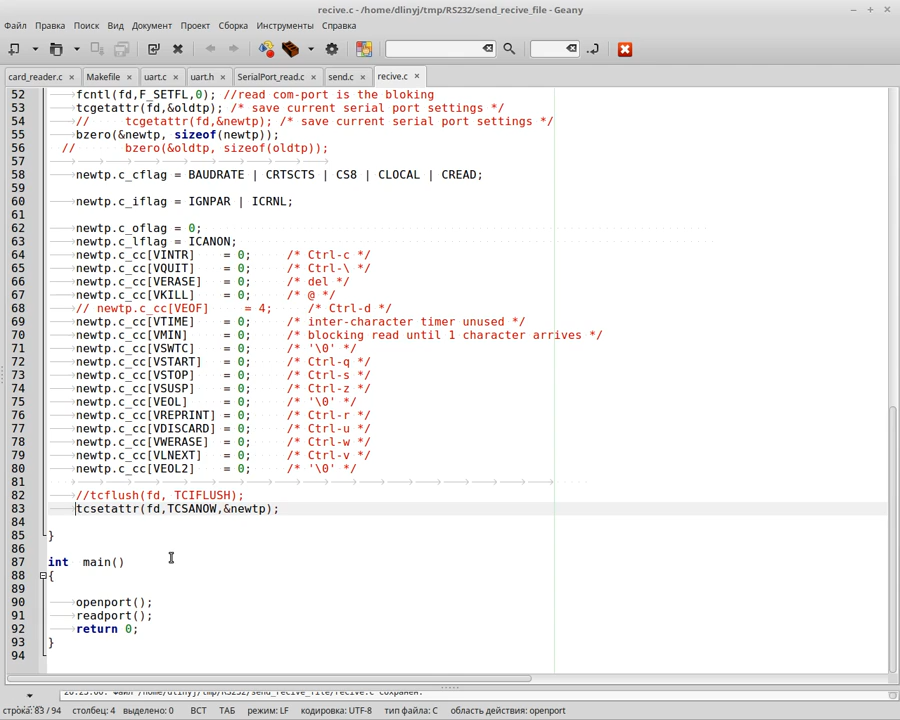 recive.c - /home/dlinyj/tmp/RS232/send_recive_file - Geany
Файл Правка Поиск Вид Документ Проект Сборка Инструменты Справка
card_reader.c Makefile uart.c uart.h SerialPort_read.c send.c recive.c
52 fcntl(fd,F_SETFL,0); //read com-port is the bloking
53 tcgetattr(fd,&oldtp); /* save current serial port settings */
54 // tcgetattr(fd,&newtp); /* save current serial port settings */
55 bzero(&newtp, sizeof(newtp));
56 // bzero(&oldtp, sizeof(oldtp));
57
58 newtp.c_cflag = BAUDRATE | CRTSCTS | CS8 | CLOCAL | CREAD;
59
60 newtp.c_iflag = IGNPAR | ICRNL;
61
62 newtp.c_oflag = 0;
63 newtp.c_lflag = ICANON;
64 newtp.c_cc[VINTR] = 0; /* Ctrl-c */
65 newtp.c_cc[VQUIT] = 0; /* Ctrl-\ */
66 newtp.c_cc[VERASE] = 0; /* del */
67 newtp.c_cc[VKILL] = 0; /* @ */
68 // newtp.c_cc[VEOF] = 4; /* Ctrl-d */
69 newtp.c_cc[VTIME] = 0; /* inter-character timer unused */
70 newtp.c_cc[VMIN] = 0; /* blocking read until 1 character arrives */
71 newtp.c_cc[VSWTC] = 0; /* '\0' */
72 newtp.c_cc[VSTART] = 0; /* Ctrl-q */
73 newtp.c_cc[VSTOP] = 0; /* Ctrl-s */
74 newtp.c_cc[VSUSP] = 0; /* Ctrl-z */
75 newtp.c_cc[VEOL] = 0; /* '\0' */
76 newtp.c_cc[VREPRINT] = 0; /* Ctrl-r */
77 newtp.c_cc[VDISCARD] = 0; /* Ctrl-u */
78 newtp.c_cc[VWERASE] = 0; /* Ctrl-w */
79 newtp.c_cc[VLNEXT] = 0; /* Ctrl-v */
80 newtp.c_cc[VEOL2] = 0; /* '\0' */
81
82 //tcflush(fd, TCIFLUSH);
83 tcsetattr(fd,TCSANOW,&newtp);
84
85 }
86
87 int main()
88 {
89
90 openport();
91 readport();
92 return 0;
93 }
94
20:25:00: Файл /home/dlinyj/tmp/RS232/send_recive_file/recive.c сохранен.
строка: 83 / 94 столбец: 4 выделено: 0 ВСТ ТАБ режим: LF кодировка: UTF-8 тип файла: C область действия: openport